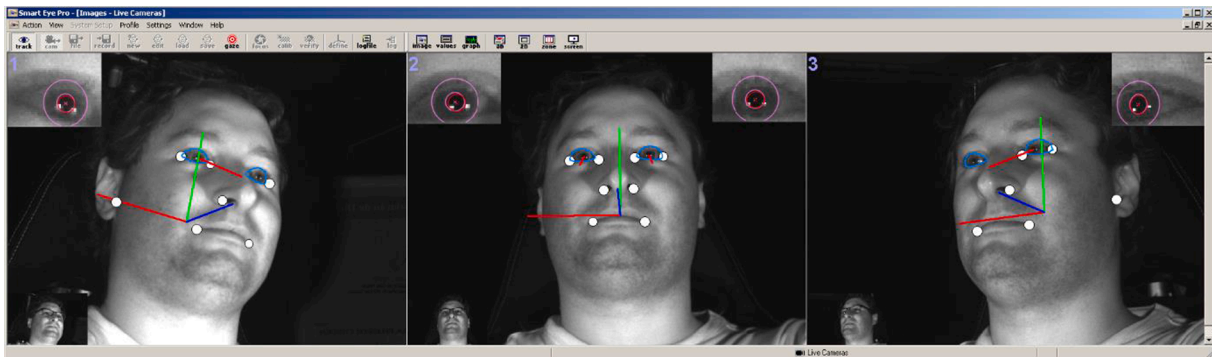 Smart Eye Pro - [Images - Live Cameras]
Action View System Setup Profile Settings Window Help
track cam file record new edit load save gaze focus calib verify define logfile log image values graph 3D 2D zone screen
1 2 3
Live Cameras